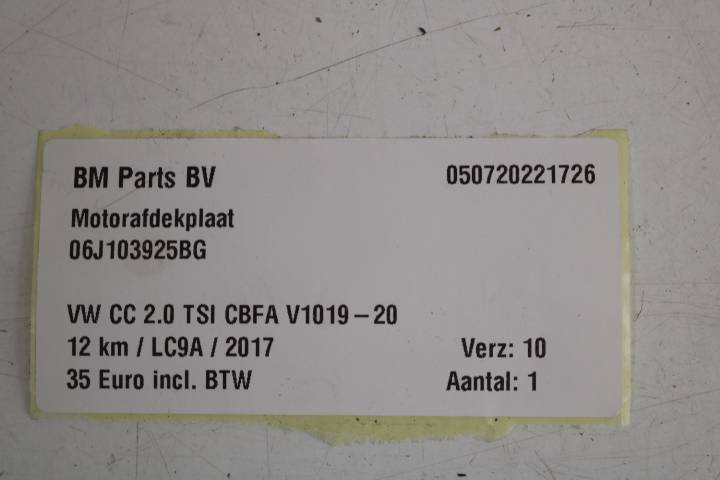 BM Parts BV 050720221726
Motorafdekplaat
06J103925BG
VW CC 2.0 TSI CBFA V1019-20
12 km / LC9A / 2017 Verz: 10
35 Euro incl. BTW Aantal: 1